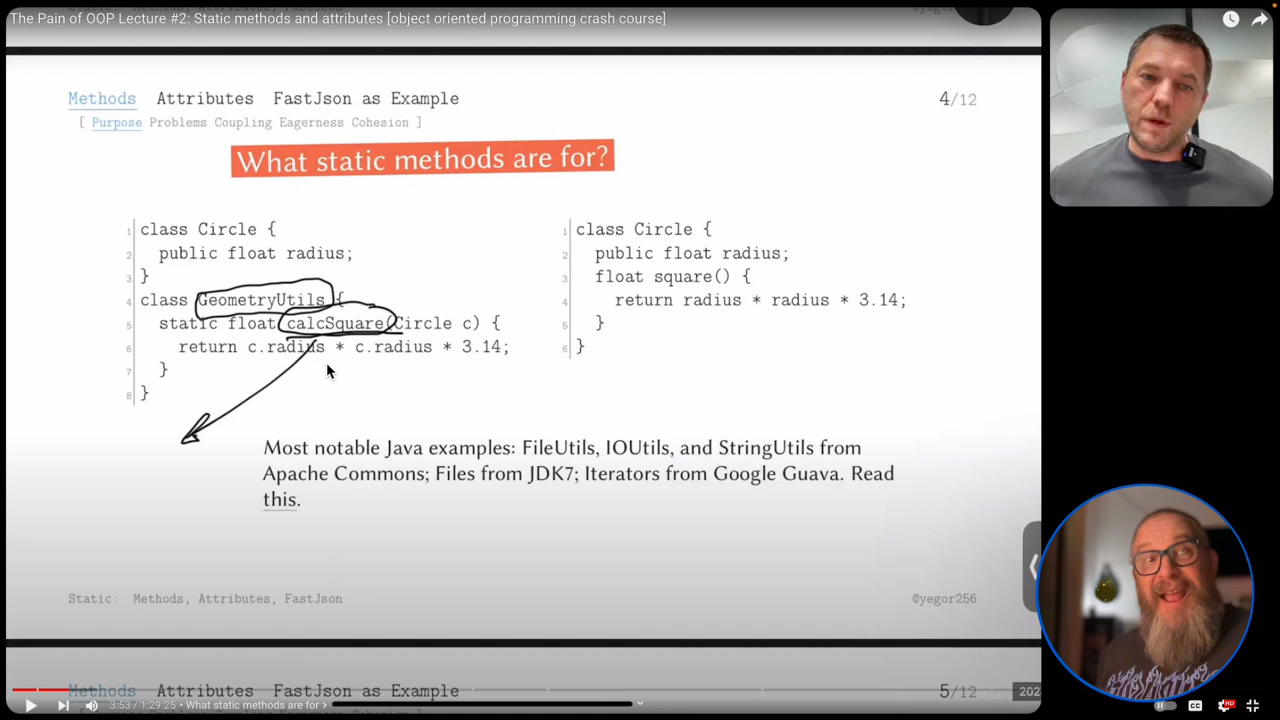 The Pain of OOP Lecture #2: Static methods and attributes [object oriented programming crash course]
Methods Attributes FastJson as Example
4/12
[ Purpose Problems Coupling Eagerness Cohesion ]
What static methods are for?
1 class Circle {
2 public float radius;
3 }
4 class GeometryUtils {
5 static float calcSquare(Circle c) {
6 return c.radius * c.radius * 3.14;
7 }
8 }
1 class Circle {
2 public float radius;
3 float square() {
4 return radius * radius * 3.14;
5 }
6 }
Most notable Java examples: FileUtils, IOUtils, and StringUtils from
Apache Commons; Files from JDK7; Iterators from Google Guava. Read
this.
Static: Methods, Attributes, FastJson
@yegor256
Methods Attributes FastJson as Example
5/12
202
3:53 / 1:29:25 • What static methods are for >
CC
HD